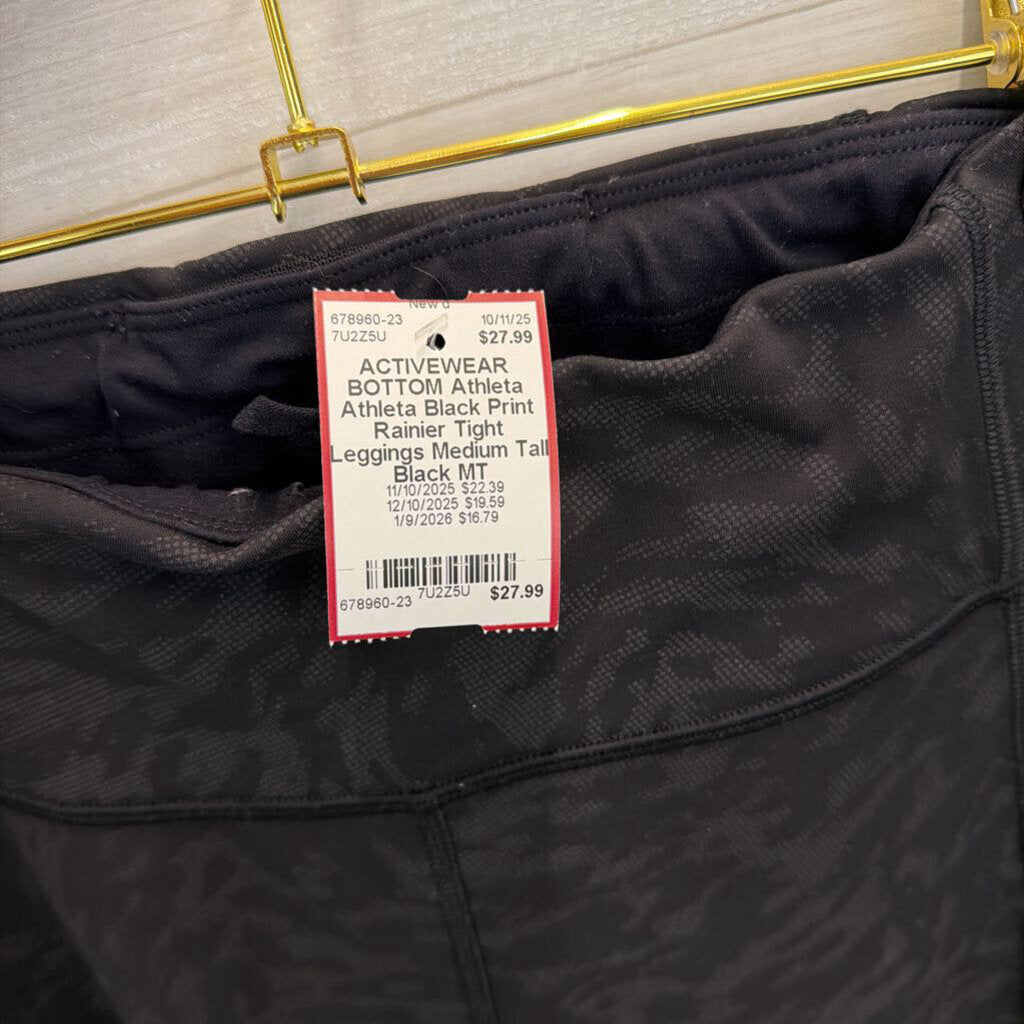 New d
678960-23 10/11/25
7U2Z5U $27.99
ACTIVEWEAR
BOTTOM Athleta
Athleta Black Print
Rainier Tight
Leggings Medium Tall
Black MT
11/10/2025 $22.39
12/10/2025 $19.59
1/9/2026 $16.79
678960-23 7U2Z5U $27.99